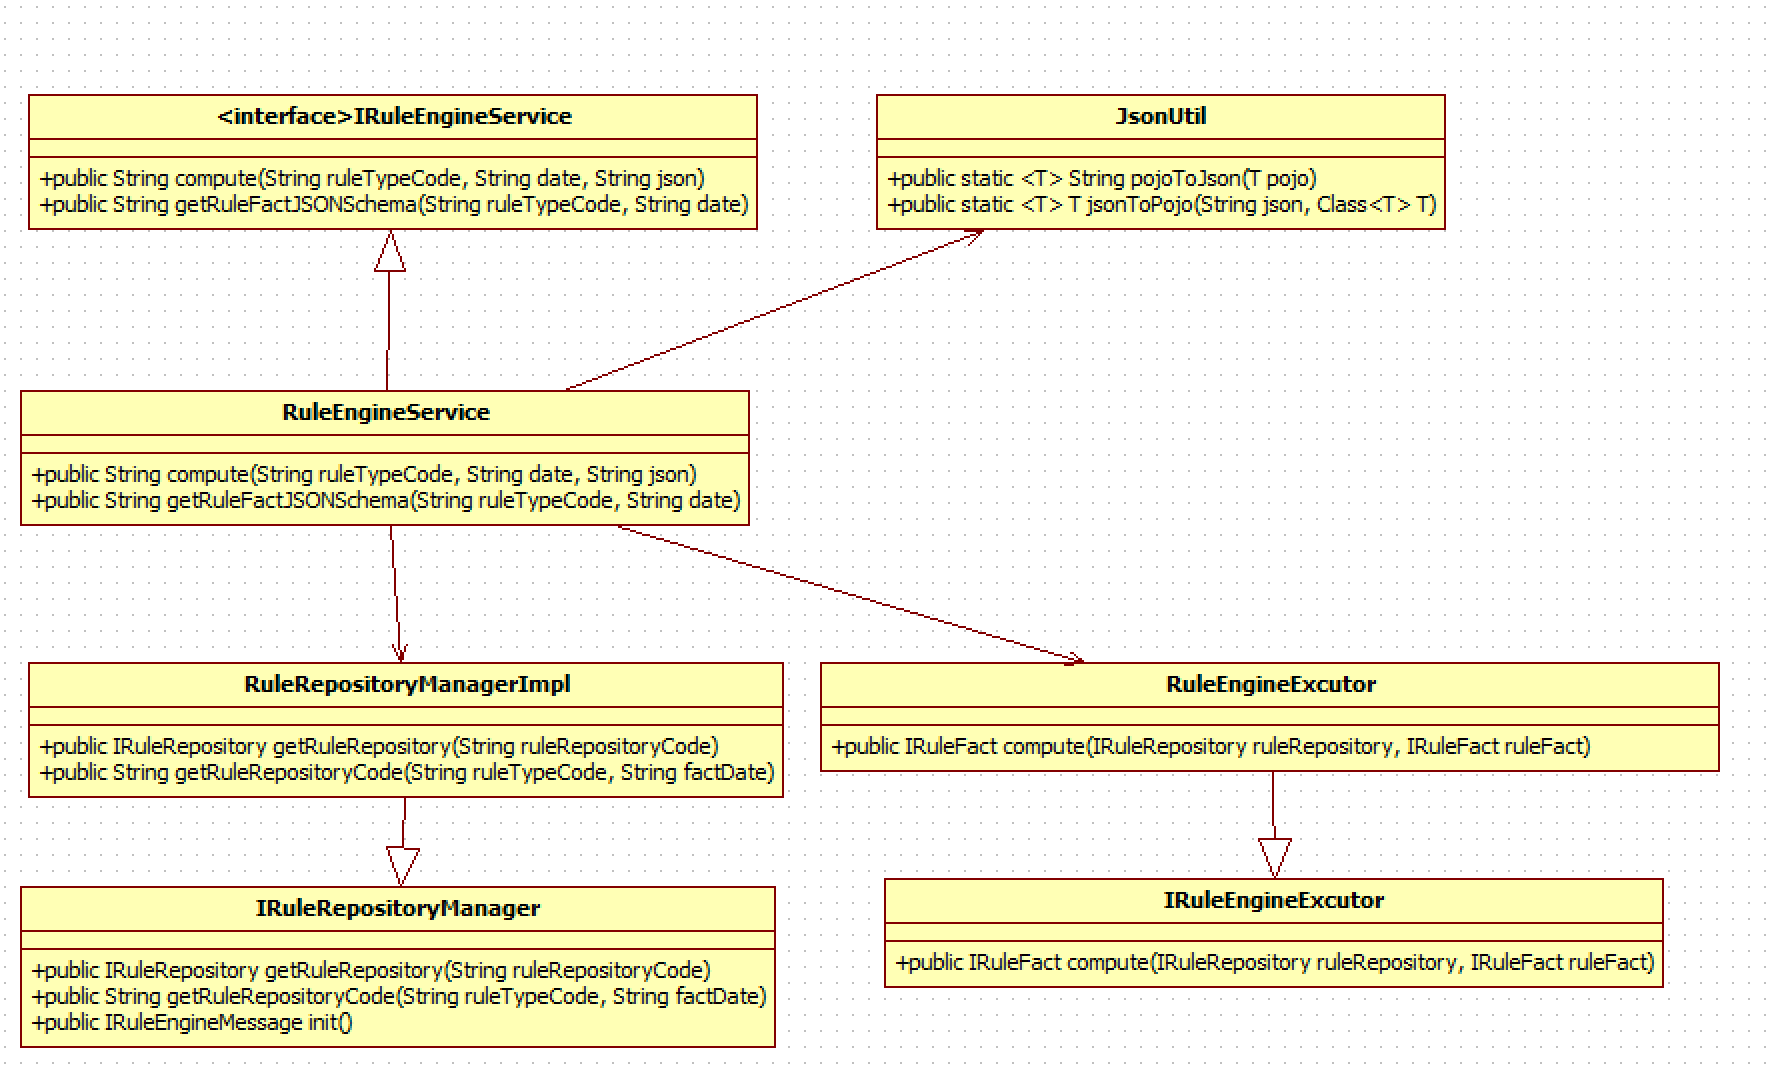 <interface>IRuleEngineService
+public String compute(String ruleTypeCode, String date, String json)
+public String getRuleFactJSONSchema(String ruleTypeCode, String date)
JsonUtil
+public static <T> String pojoToJson(T pojo)
+public static <T> T jsonToPojo(String json, Class<T> T)
RuleEngineService
+public String compute(String ruleTypeCode, String date, String json)
+public String getRuleFactJSONSchema(String ruleTypeCode, String date)
RuleRepositoryManagerImpl
+public IRuleRepository getRuleRepository(String ruleRepositoryCode)
+public String getRuleRepositoryCode(String ruleTypeCode, String factDate)
RuleEngineExcutor
+public IRuleFact compute(IRuleRepository ruleRepository, IRuleFact ruleFact)
IRuleRepositoryManager
+public IRuleRepository getRuleRepository(String ruleRepositoryCode)
+public String getRuleRepositoryCode(String ruleTypeCode, String factDate)
+public IRuleEngineMessage init()
IRuleEngineExcutor
+public IRuleFact compute(IRuleRepository ruleRepository, IRuleFact ruleFact)